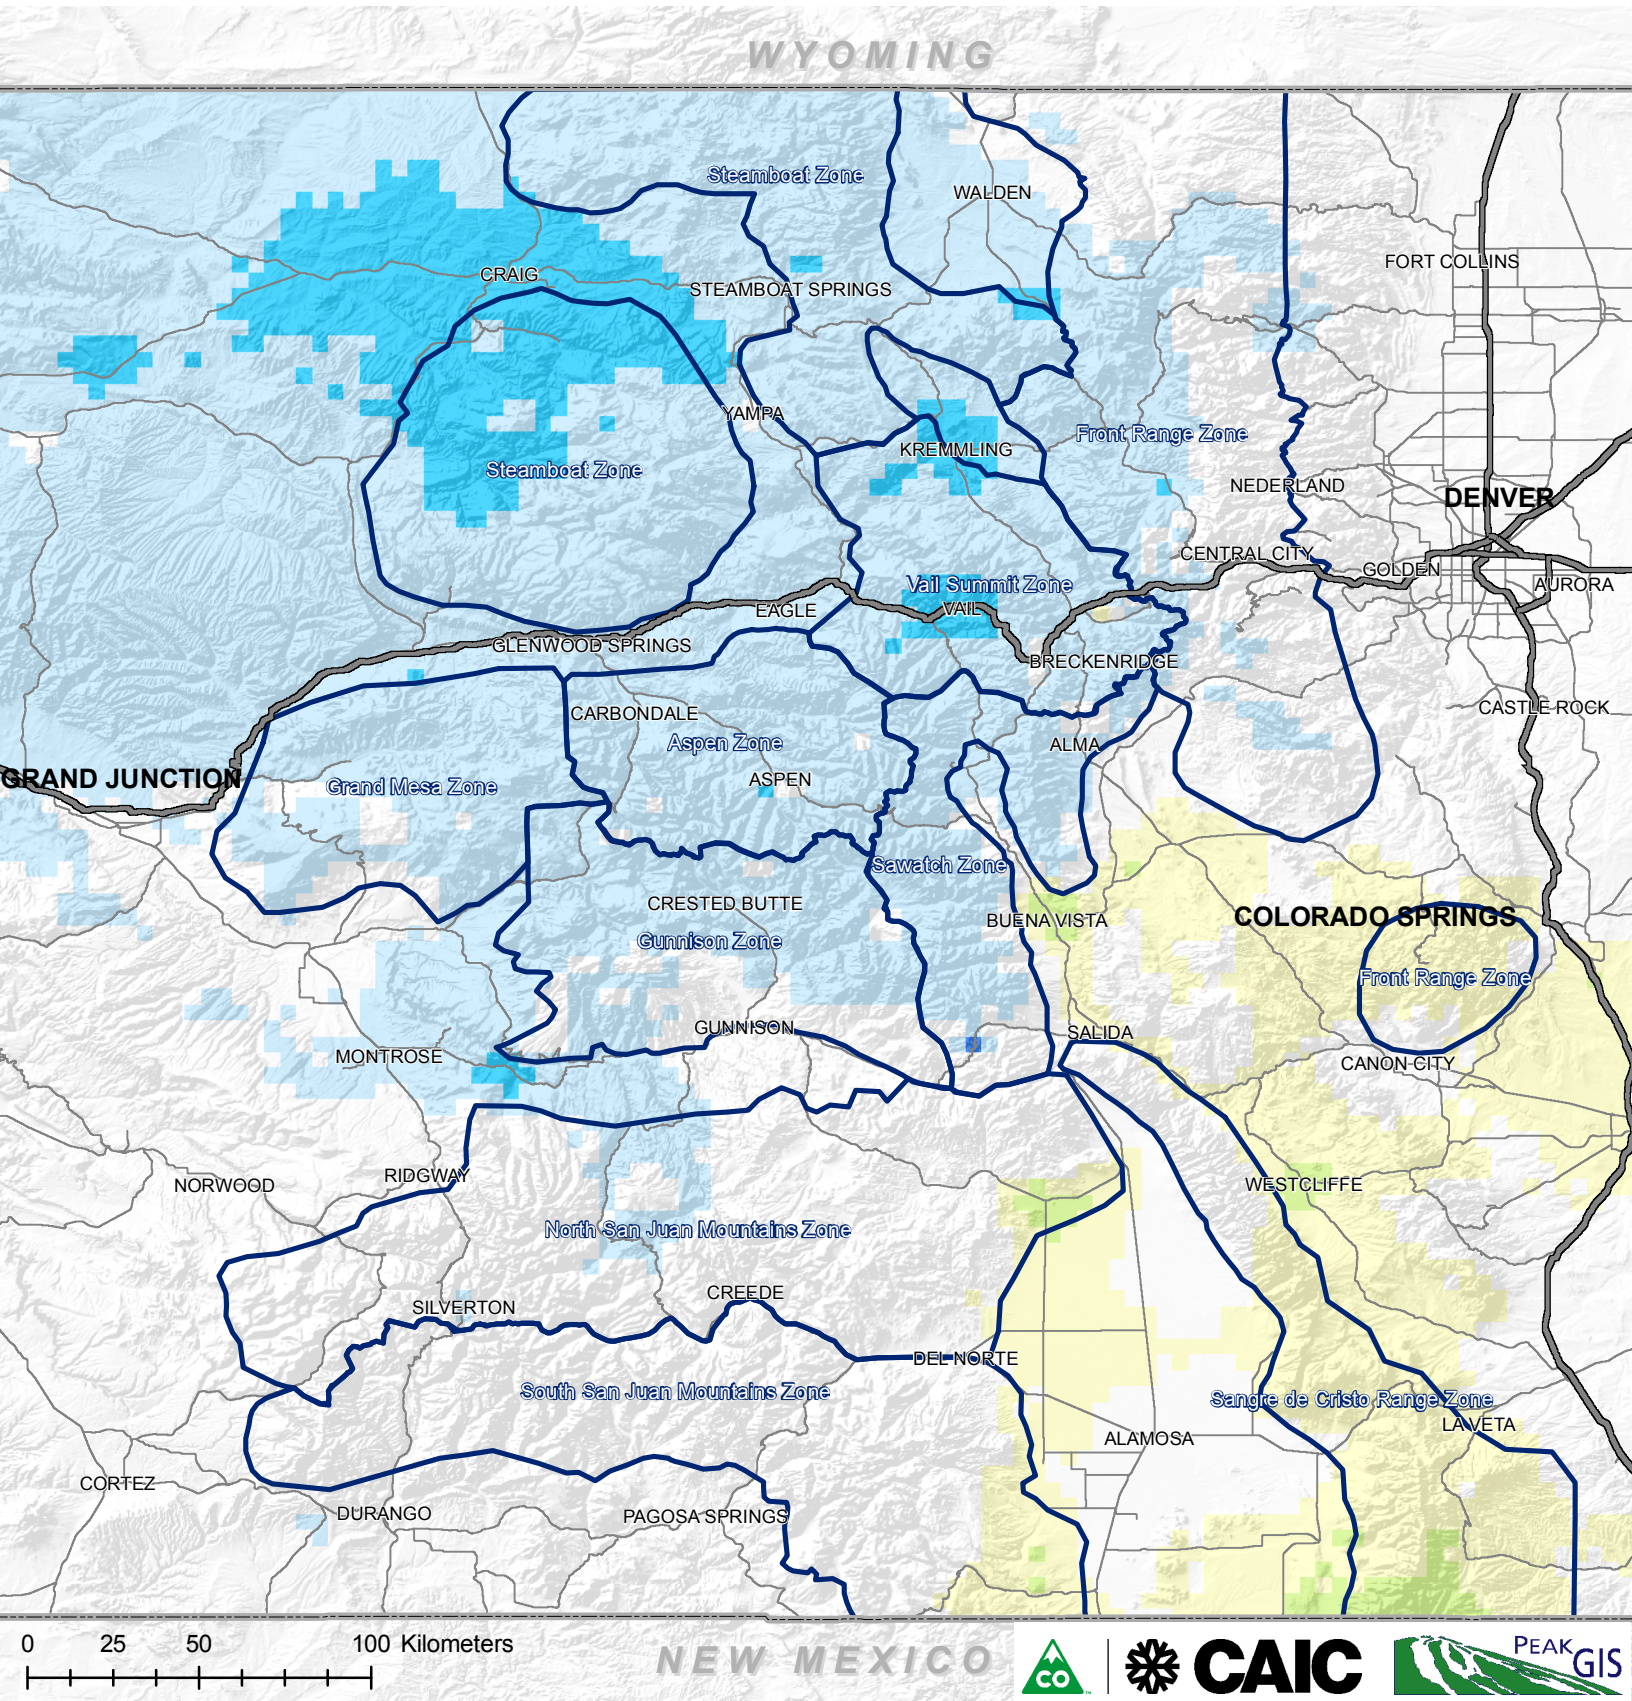 WYOMING
Steamboat Zone
WALDEN
FORT COLLINS
CRAIG
STEAMBOAT SPRINGS
YAMPA
Front Range Zone
KREMMLING
Steamboat Zone
NEDERLAND
DENVER
CENTRAL CITY
GOLDEN
AURORA
Vail Summit Zone
VAIL
EAGLE
GLENWOOD SPRINGS
BRECKENRIDGE
CARBONDALE
CASTLE ROCK
Aspen Zone
ALMA
GRAND JUNCTION
Grand Mesa Zone
ASPEN
Sawatch Zone
CRESTED BUTTE
BUENA VISTA
COLORADO SPRINGS
Gunnison Zone
Front Range Zone
GUNNISON
SALIDA
MONTROSE
CANON CITY
RIDGWAY
NORWOOD
WESTCLIFFE
North San Juan Mountains Zone
CREEDE
SILVERTON
DEL NORTE
South San Juan Mountains Zone
Sangre de Cristo Range Zone
LA VETA
ALAMOSA
CORTEZ
DURANGO
PAGOSA SPRINGS
0 25 50 100 Kilometers
NEW MEXICO
CO
CAIC
PEAK
GIS